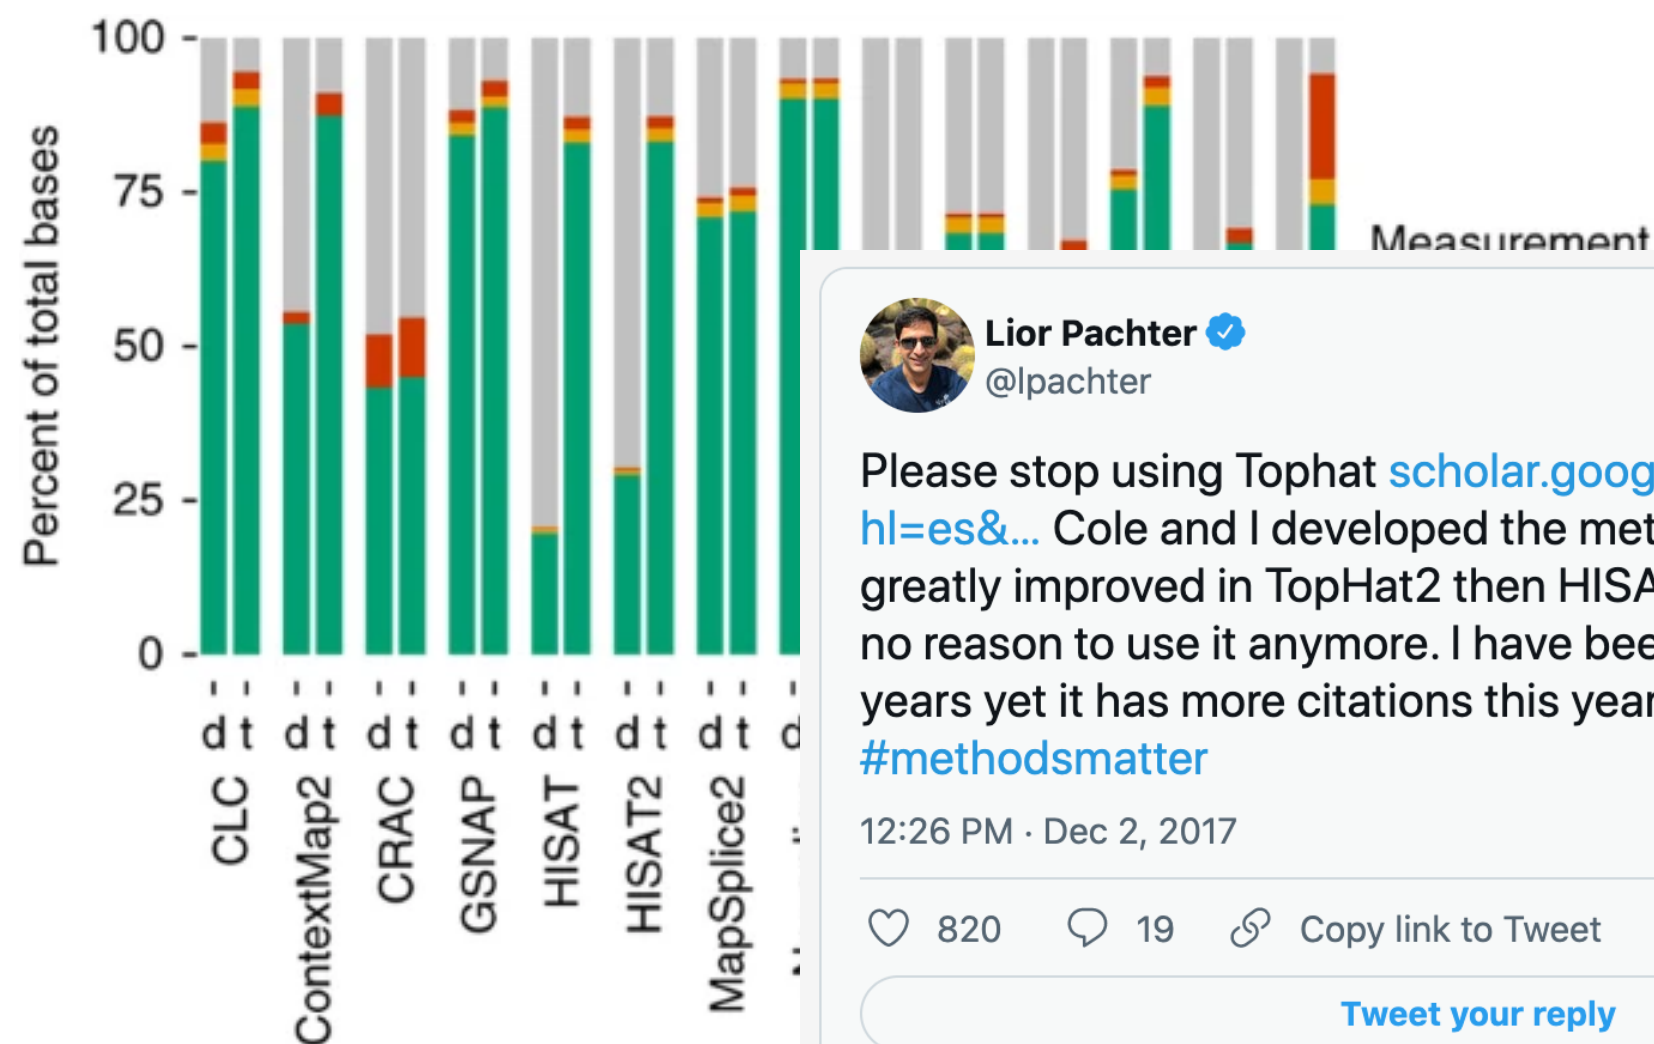 100
75
50
25
0
Percent of total bases
d t d t d t d t d t d t d t d
CLC
ContextMap2
CRAC
GSNAP
HISAT
HISAT2
MapSplice2
Measurement
Lior Pachter
@lpachter
Please stop using Tophat scholar.goog
hl=es&... Cole and I developed the met
greatly improved in TopHat2 then HISA
no reason to use it anymore. I have bee
years yet it has more citations this year
#methodsmatter
12:26 PM · Dec 2, 2017
820
19
Copy link to Tweet
Tweet your reply